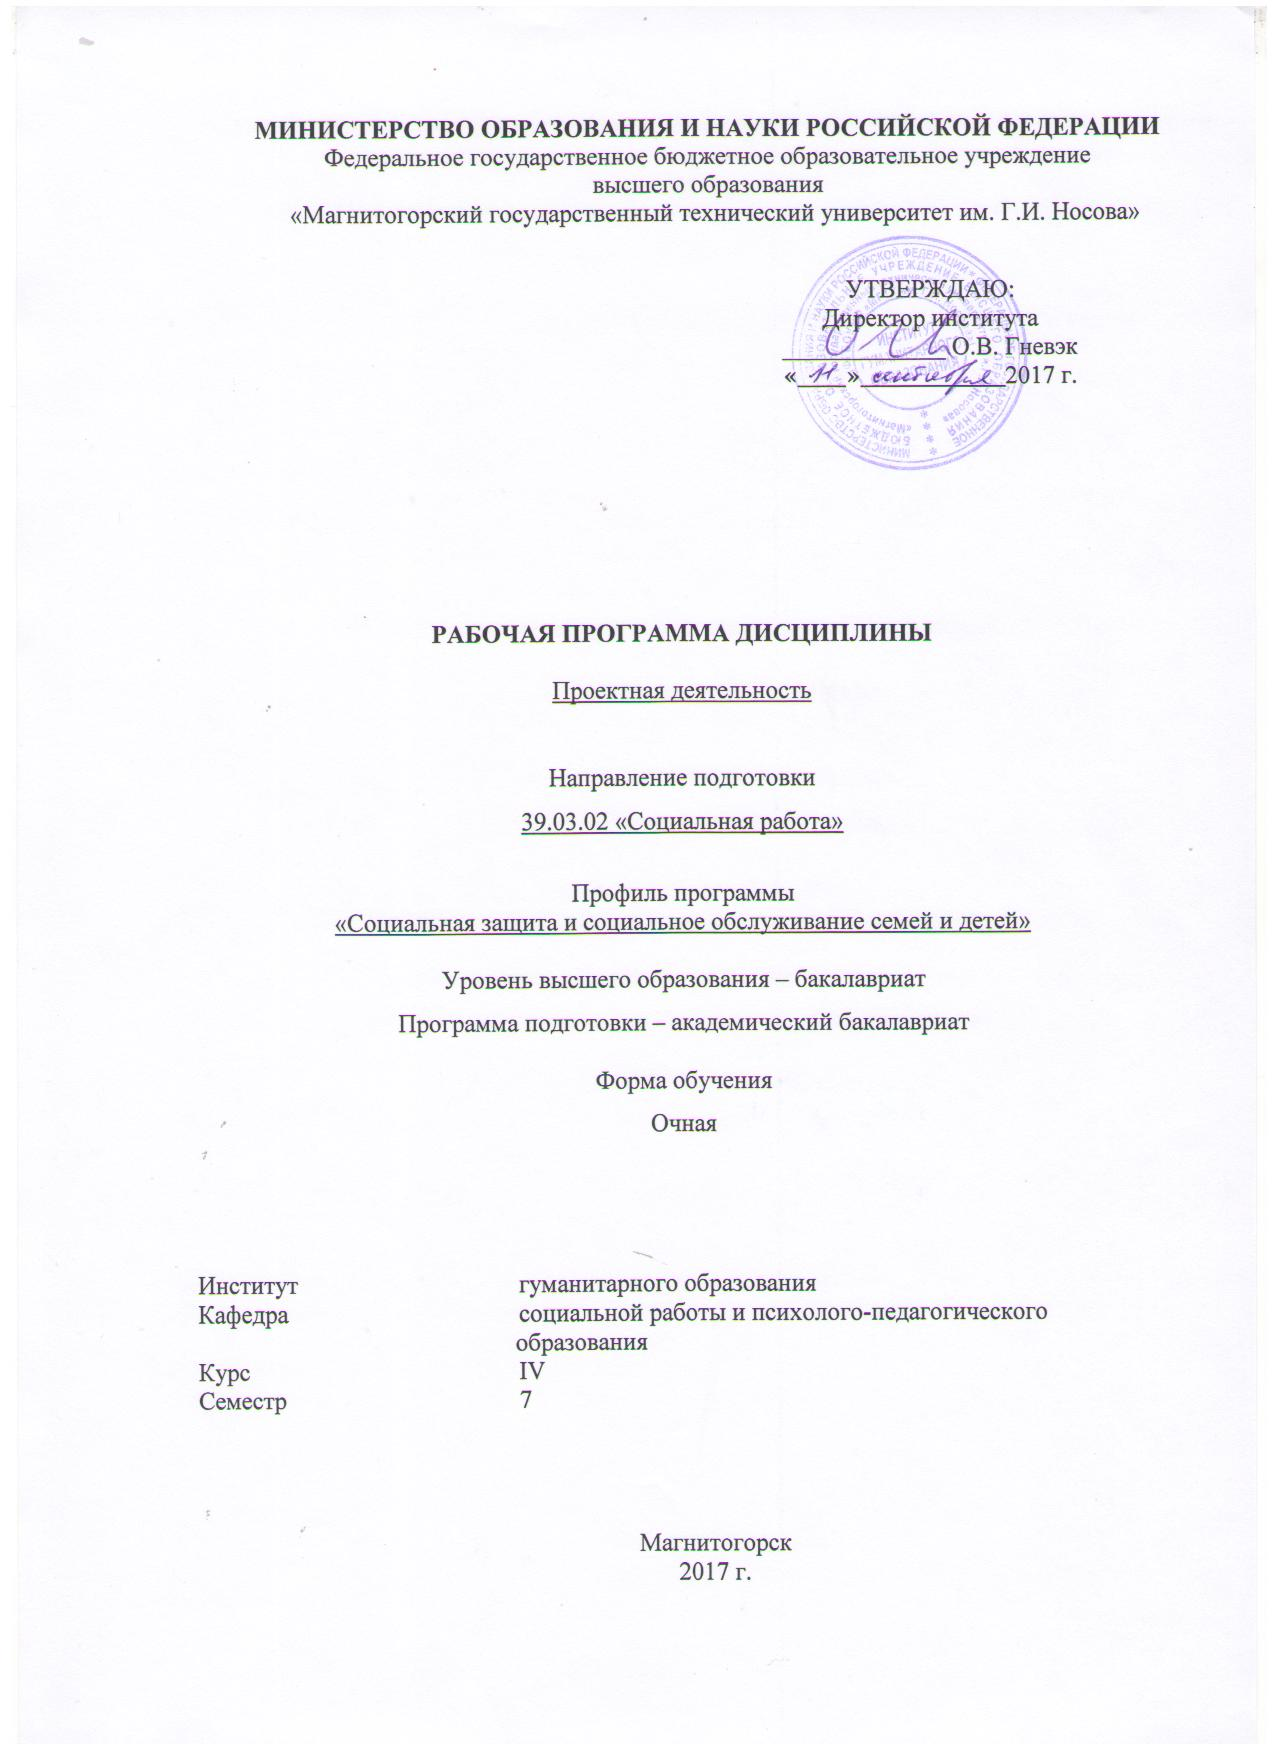 МИНИСТЕРСТВО ОБРАЗОВАНИЯ И НАУКИ РОССИЙСКОЙ ФЕДЕРАЦИИ
Федеральное государственное бюджетное образовательное учреждение
высшего образования
«Магнитогорский государственный технический университет им. Г.И. Носова»
УТВЕРЖДАЮ:
Директор института
О.В. Гневэк
«11» сентября 2017 г.
РАБОЧАЯ ПРОГРАММА ДИСЦИПЛИНЫ
Проектная деятельность
Направление подготовки
39.03.02 «Социальная работа»
Профиль программы
«Социальная защита и социальное обслуживание семей и детей»
Уровень высшего образования – бакалавриат
Программа подготовки – академический бакалавриат
Форма обучения
Очная
Институт гуманитарного образования
Кафедра социальной работы и психолого-педагогического
образования
Курс IV
Семестр 7
Магнитогорск
2017 г.